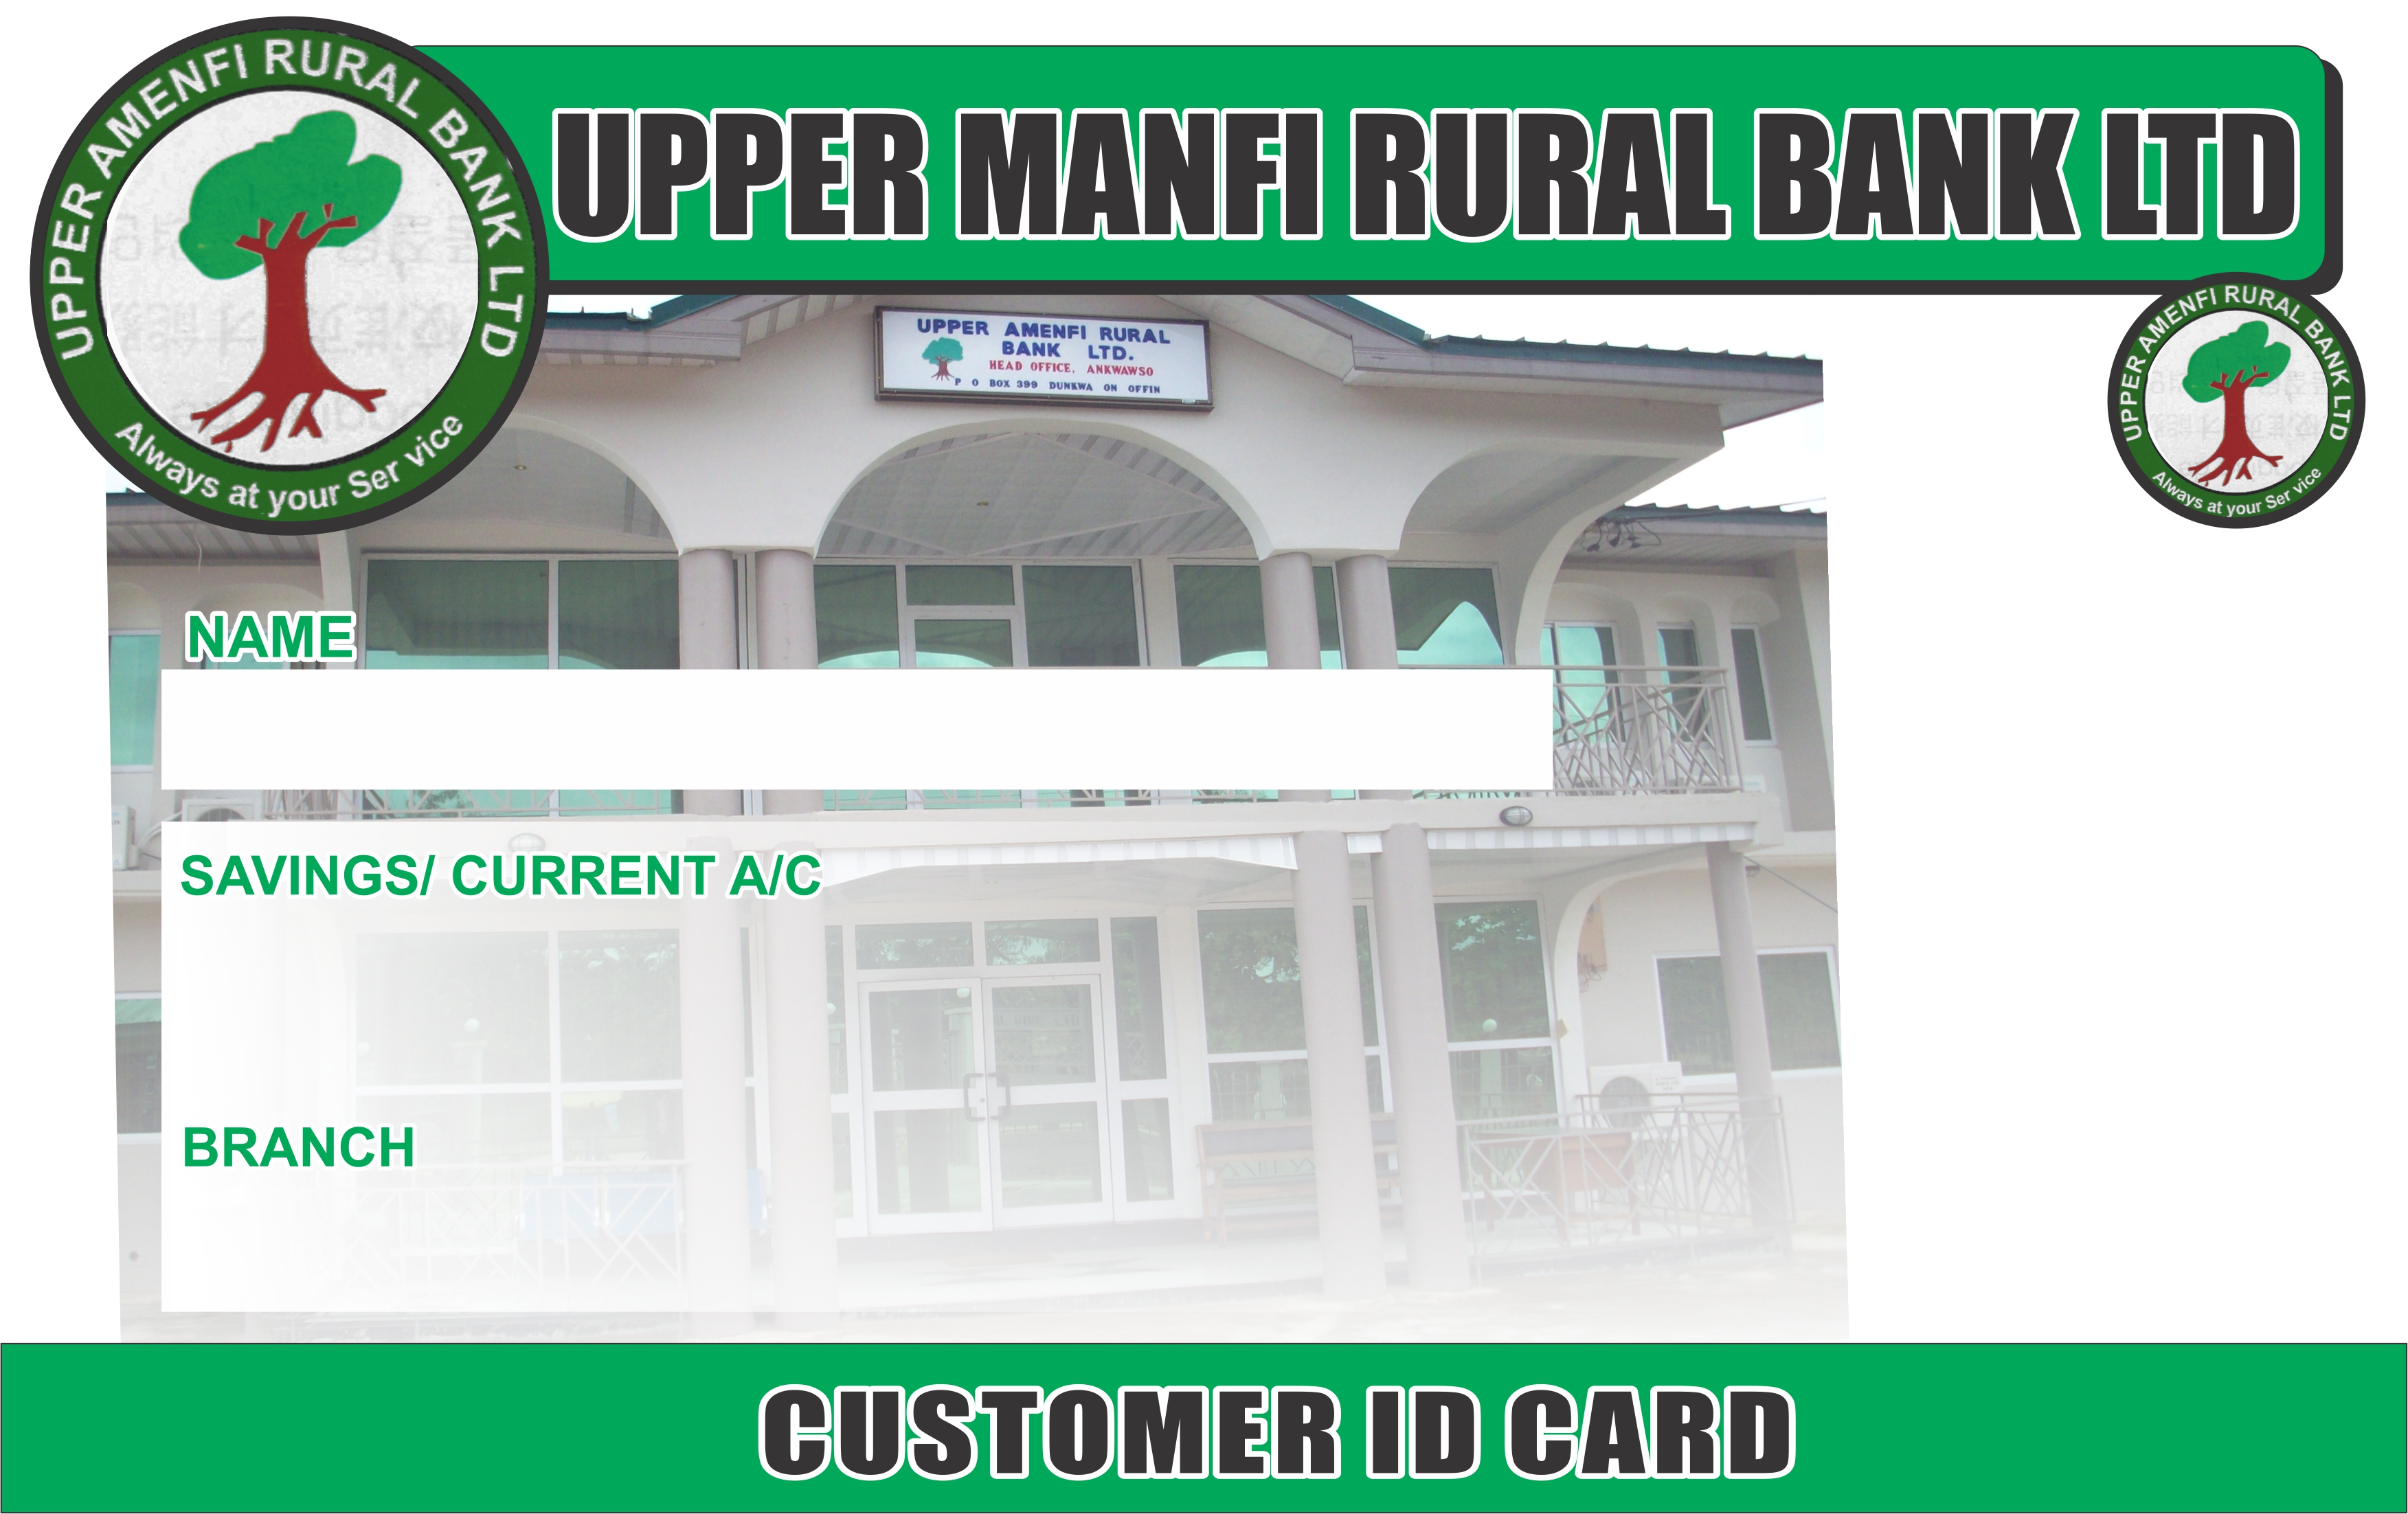 UPPER AMENFI RURAL BANK LTD
Always at your Ser vice
UPPER MANFI RURAL BANK LTD
UPPER AMENFI RURAL
BANK LTD.
HEAD OFFICE, ANKWAWSO
P O BOX 399 DUNKWA ON OFFIN
UPPER AMENFI RURAL BANK LTD
Always at your Ser vice
NAME
SAVINGS/ CURRENT A/C
BRANCH
CUSTOMER ID CARD